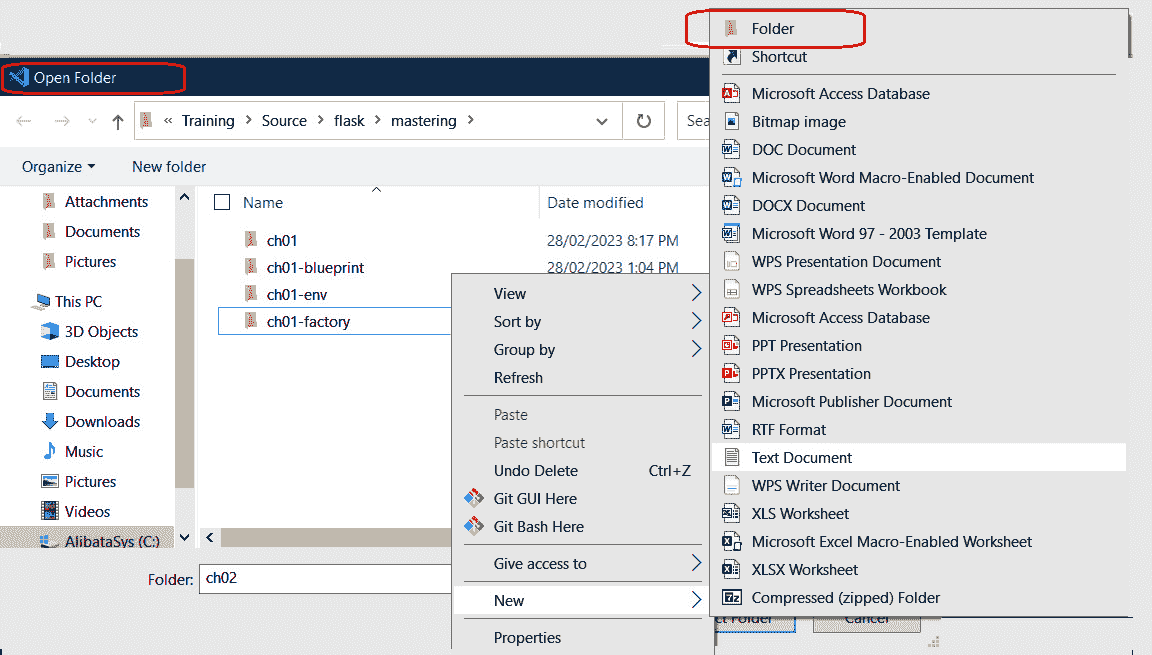 Open Folder
« Training > Source > flask > mastering >
Sea
Organize
New folder
Attachments
Documents
Pictures
This PC
3D Objects
Desktop
Documents
Downloads
Music
Pictures
Videos
AlibataSys (C:)
Name
Date modified
ch01
28/02/2023 8:17 PM
ch01-blueprint
28/02/2023 1:04 PM
ch01-env
ch01-factory
Folder:
ch02
View
Sort by
Group by
Refresh
Paste
Paste shortcut
Undo Delete Ctrl+Z
Git GUI Here
Git Bash Here
Give access to
New
Properties
Folder
Shortcut
Microsoft Access Database
Bitmap image
DOC Document
Microsoft Word Macro-Enabled Document
DOCX Document
Microsoft Word 97 - 2003 Template
WPS Presentation Document
WPS Spreadsheets Workbook
Microsoft Access Database
PPT Presentation
PPTX Presentation
Microsoft Publisher Document
RTF Format
Text Document
WPS Writer Document
XLS Worksheet
Microsoft Excel Macro-Enabled Worksheet
XLSX Worksheet
Compressed (zipped) Folder
ct Folder
Cancel